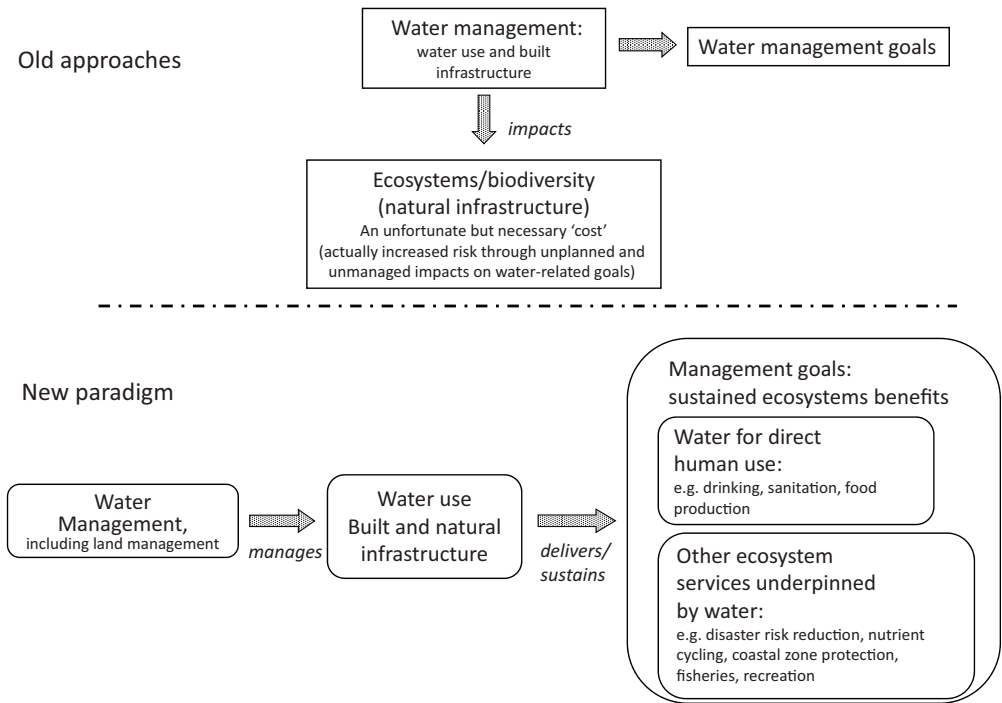 Old approaches
Water management:
water use and built
infrastructure
Water management goals
impacts
Ecosystems/biodiversity
(natural infrastructure)
An unfortunate but necessary ‘cost’
(actually increased risk through unplanned and
unmanaged impacts on water-related goals)
New paradigm
Water
Management,
including land management
manages
Water use
Built and natural
infrastructure
delivers/
sustains
Management goals:
sustained ecosystems benefits
Water for direct
human use:
e.g. drinking, sanitation, food
production
Other ecosystem
services underpinned
by water:
e.g. disaster risk reduction, nutrient
cycling, coastal zone protection,
fisheries, recreation